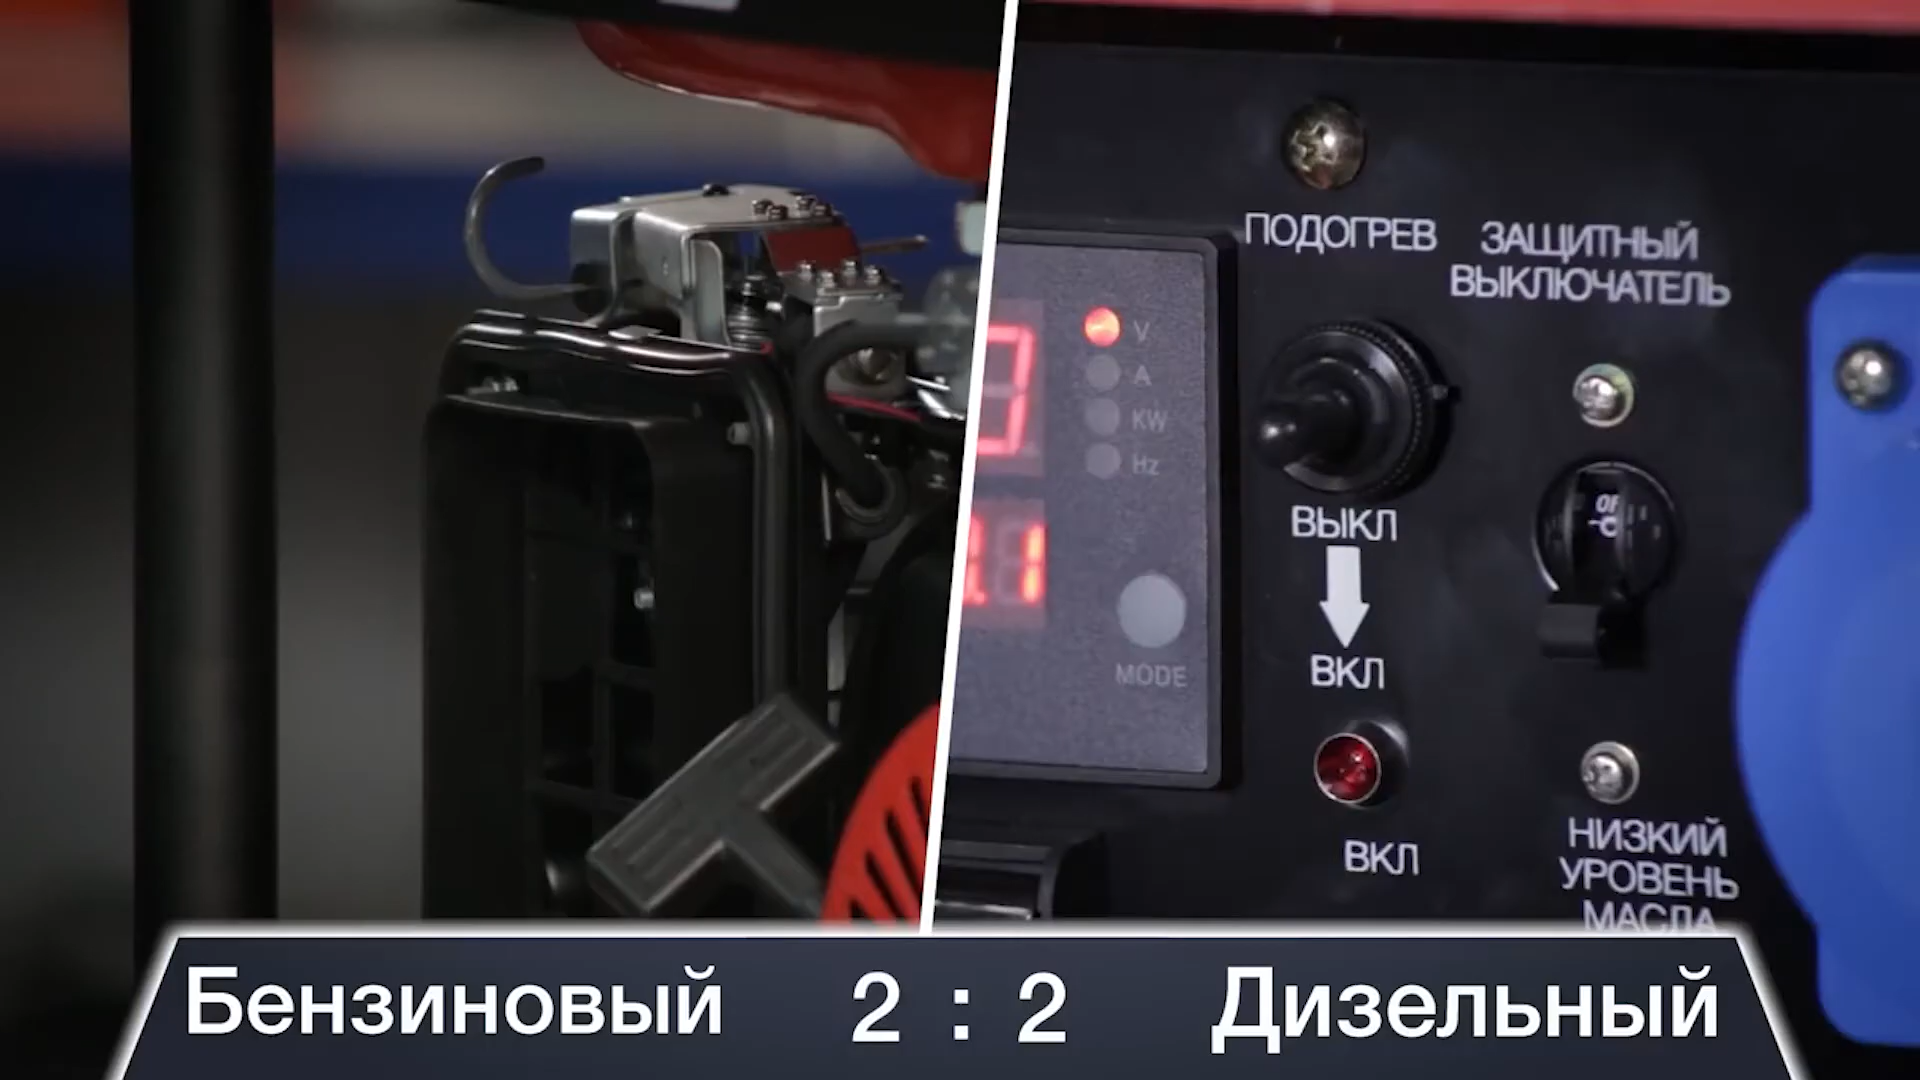 ПОДОГРЕВ
ЗАЩИТНЫЙ
ВЫКЛЮЧАТЕЛЬ
V
A
KW
Hz
MODE
ВЫКЛ
ВКЛ
ВКЛ
НИЗКИЙ
УРОВЕНЬ
МАСЛА
Бензиновый 2 : 2 Дизельный